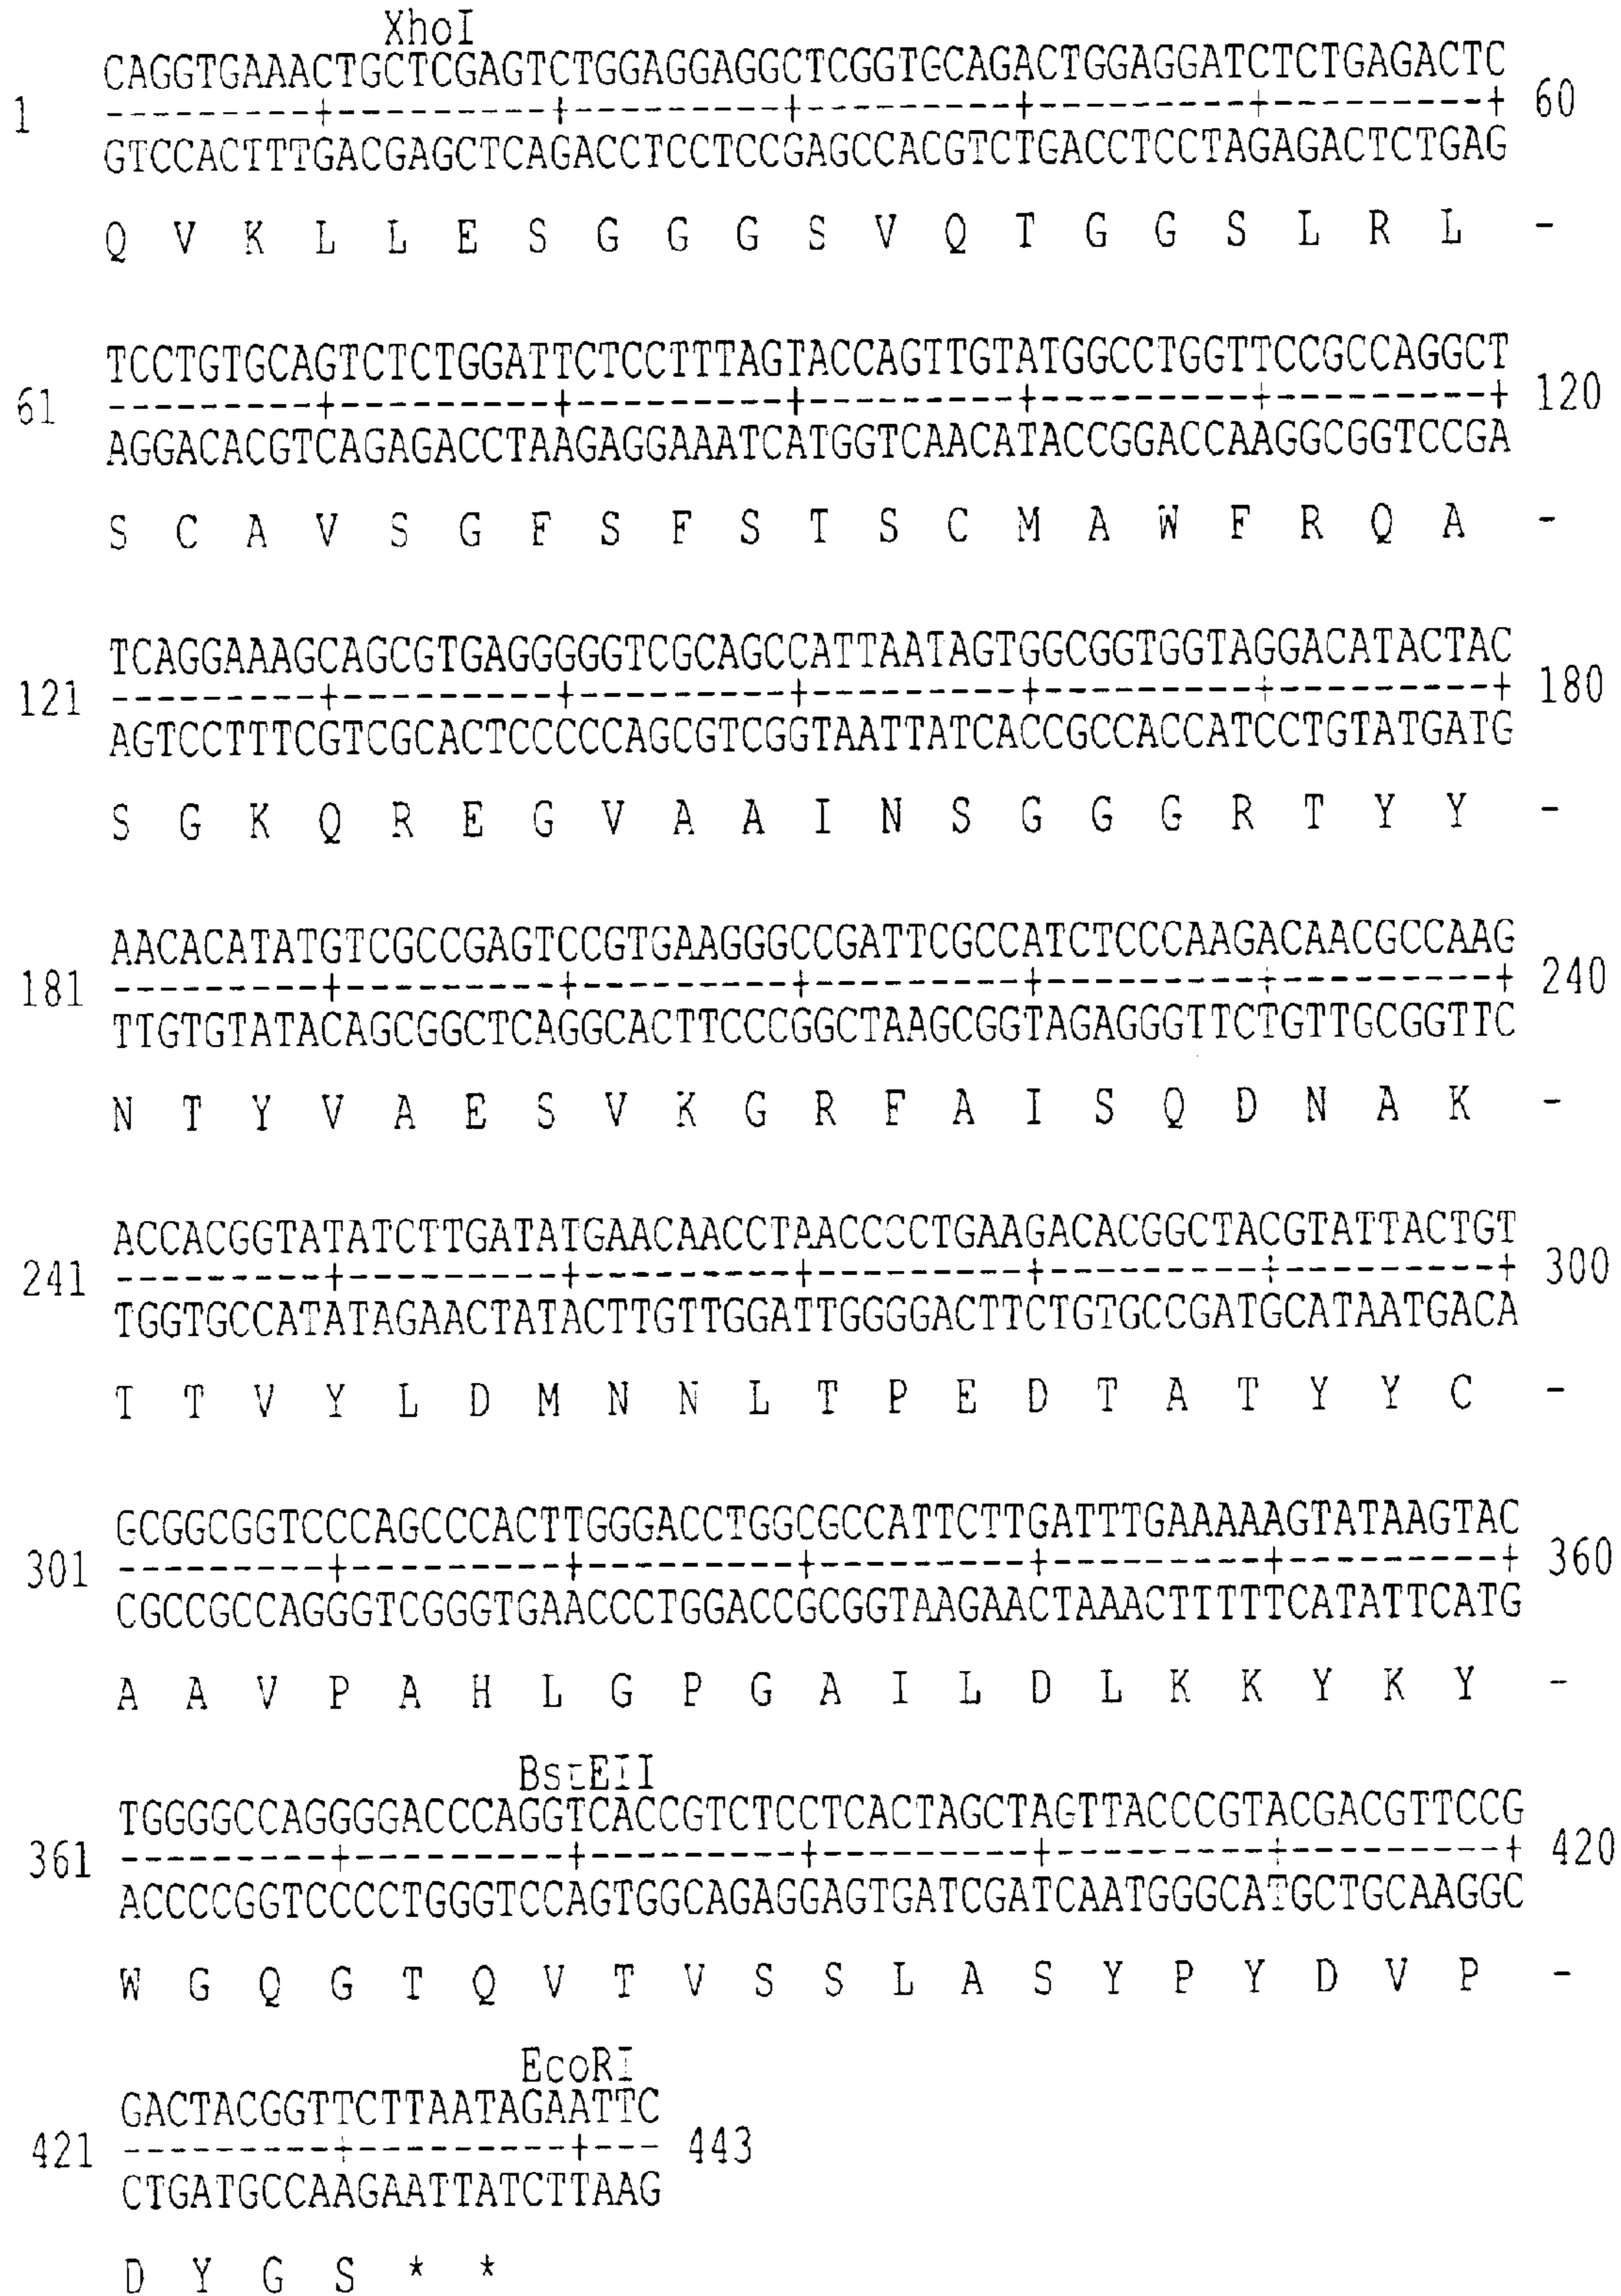 XhoI
CAGGTGAAACTGCTCGAGTCTGGAGGAGGCTCGGTGCAGACTGGAGGATCTCTGAGACTC
1 ---------+---------+---------+---------+---------+---------+ 60
GTCCACTTTGACGAGCTCAGACCTCCTCCGAGCCACGTCTGACCTCCTAGAGACTCTGAG
Q V K L L E S G G G S V Q T G G S L R L -
TCCTGTGCAGTCTCTGGATTCTCCTTTAGTACCAGTTGTATGGCCTGGTTCCGCCAGGCT
61 ---------+---------+---------+---------+---------+---------+ 120
AGGACACGTCAGAGACCTAAGAGGAAATCATGGTCAACATACCGGACCAAGGCGGTCCGA
S C A V S G F S F S T S C M A W F R Q A -
TCAGGAAAGCAGCGTGAGGGGGTCGCAGCCATTAATAGTGGCGGTGGTAGGACATACTAC
121 ---------+---------+---------+---------+---------+---------+ 180
AGTCCTTTCGTCGCACTCCCCCAGCGTCGGTAATTATCACCGCCACCATCCTGTATGATG
S G K Q R E G V A A I N S G G G R T Y Y -
AACACATATGTCGCCGAGTCCGTGAAGGGCCGATTCGCCATCTCCCAAGACAACGCCAAG
181 ---------+---------+---------+---------+---------+---------+ 240
TTGTGTATACAGCGGCTCAGGCACTTCCCGGCTAAGCGGTAGAGGGTTCTGTTGCGGTTC
N T Y V A E S V K G R F A I S Q D N A K -
ACCACGGTATATCTTGATATGAACAACCTAACCCCTGAAGACACGGCTACGTATTACTGT
241 ---------+---------+---------+---------+---------+---------+ 300
TGGTGCCATATAGAACTATACTTGTTGGATTGGGGACTTCTGTGCCGATGCATAATGACA
T T V Y L D M N N L T P E D T A T Y Y C -
GCGGCGGTCCCAGCCCACTTGGGACCTGGCGCCATTCTTGATTTGAAAAAGTATAAGTAC
301 ---------+---------+---------+---------+---------+---------+ 360
CGCCGCCAGGGTCGGGTGAACCCTGGACCGCGGTAAGAACTAAACTTTTTCATATTCATG
A A V P A H L G P G A I L D L K K Y K Y -
BstEII
TGGGGCCAGGGGACCCAGGTCACCGTCTCCTCACTAGCTAGTTACCCGTACGACGTTCCG
361 ---------+---------+---------+---------+---------+---------+ 420
ACCCCGGTCCCCTGGGTCCAGTGGCAGAGGAGTGATCGATCAATGGGCATGCTGCAAGGC
W G Q G T Q V T V S S L A S Y P Y D V P -
EcoRI
GACTACGGTTCTTAATAGAATTC
421 ---------+---------+--- 443
CTGATGCCAAGAATTATCTTAAG
D Y G S * *